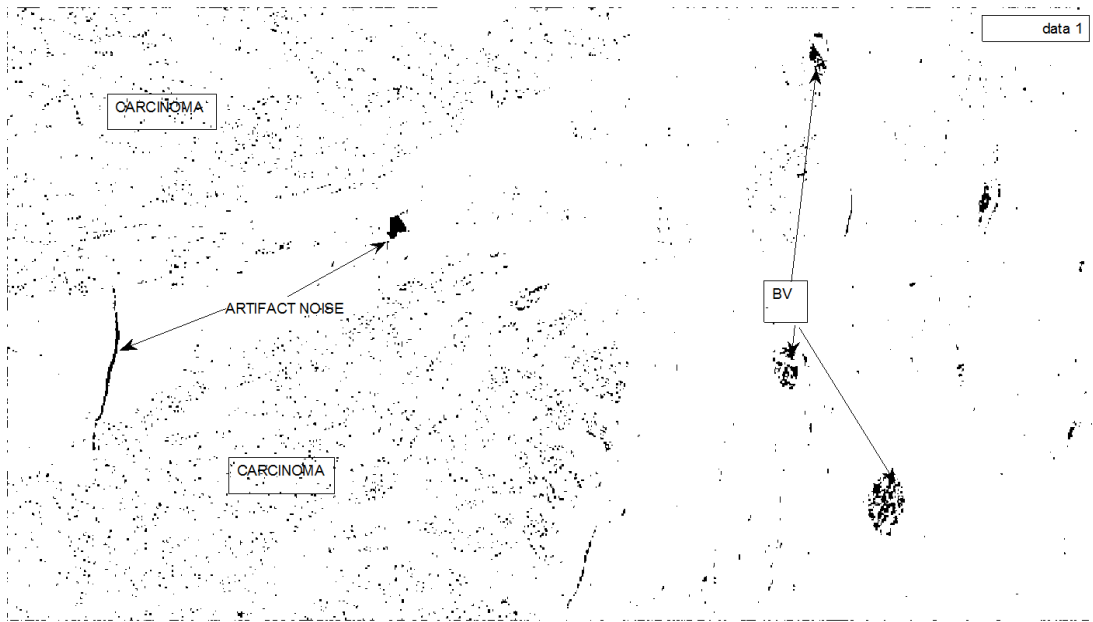 data 1
CARCINOMA
ARTIFACT NOISE
BV
CARCINOMA